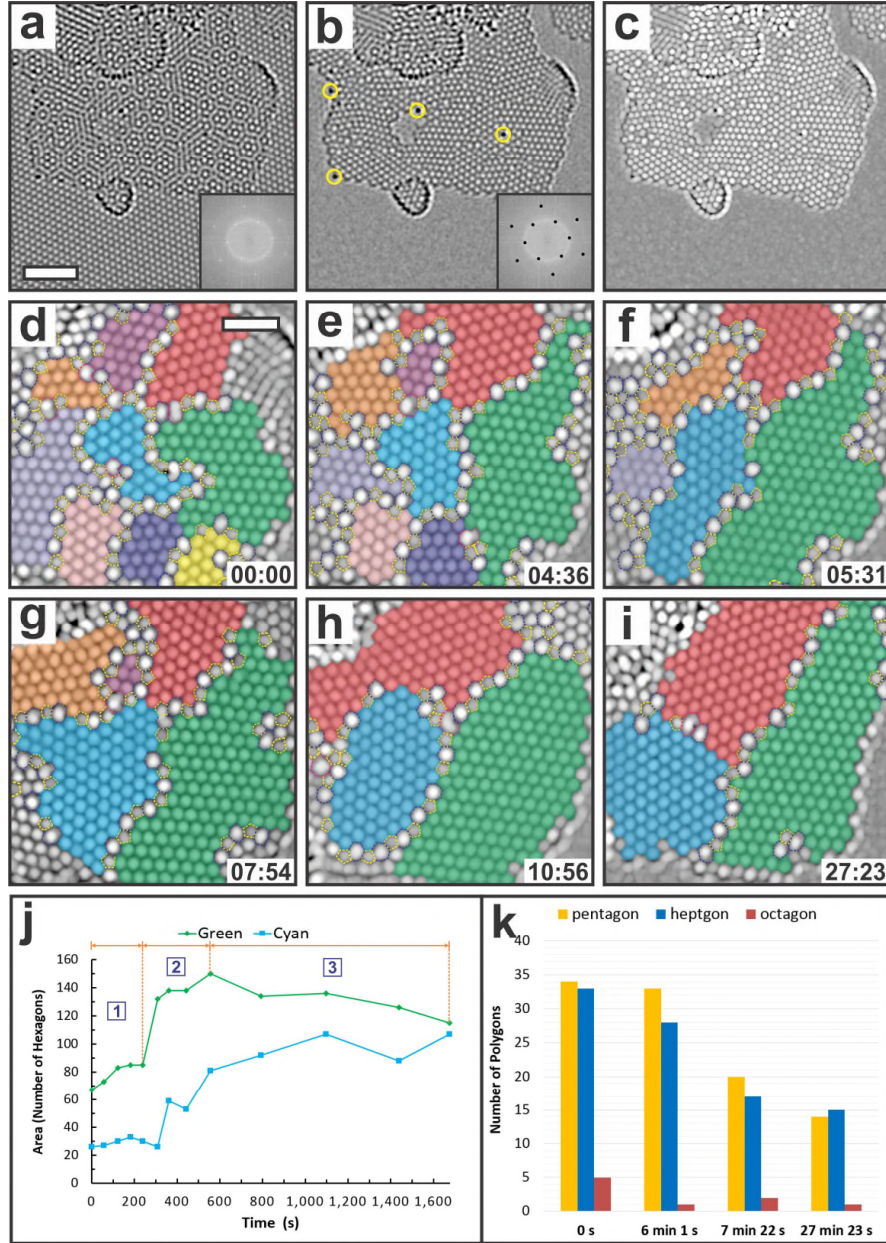 a
b
c
d
00:00
e
04:36
f
05:31
g
07:54
h
10:56
i
27:23
j
Green
Cyan
1
2
3
160
140
120
100
80
60
40
20
0
Area (Number of Hexagons)
0 200 400 600 800 1,000 1,200 1,400 1,600
Time (s)
k
pentagon
heptgon
octagon
40
35
30
25
20
15
10
5
0
Number of Polygons
0 s
6 min 1 s
7 min 22 s
27 min 23 s